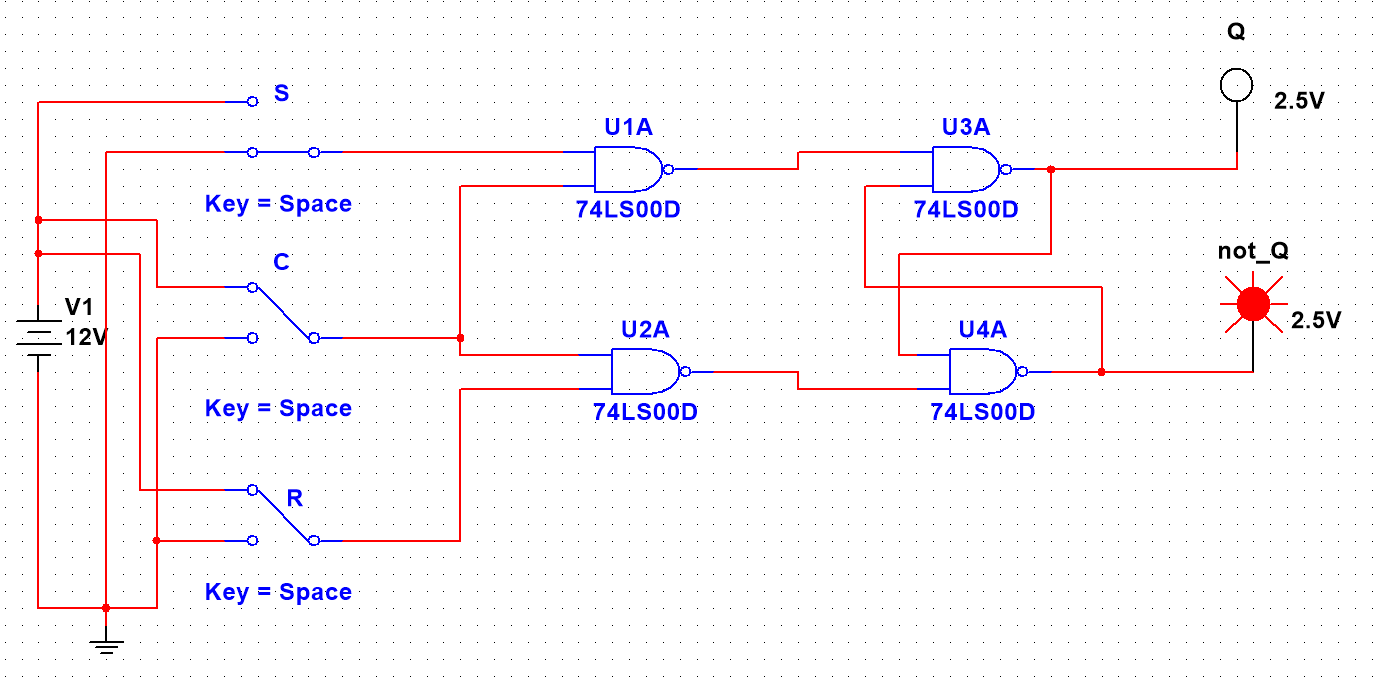 Q
2.5V
S
U1A
U3A
Key = Space
74LS00D
74LS00D
C
not_Q
V1
12V
2.5V
U2A
U4A
Key = Space
74LS00D
74LS00D
R
Key = Space